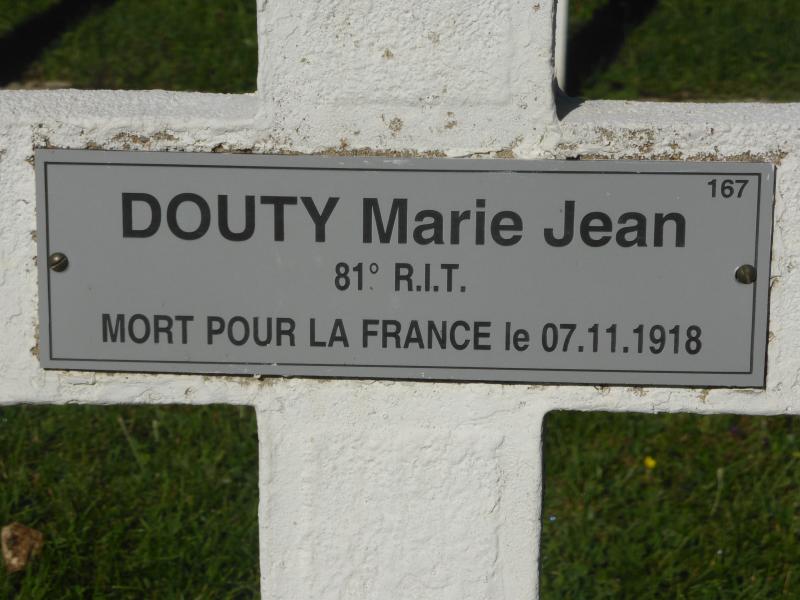 167
DOUTY Marie Jean
81° R.I.T.
MORT POUR LA FRANCE le 07.11.1918